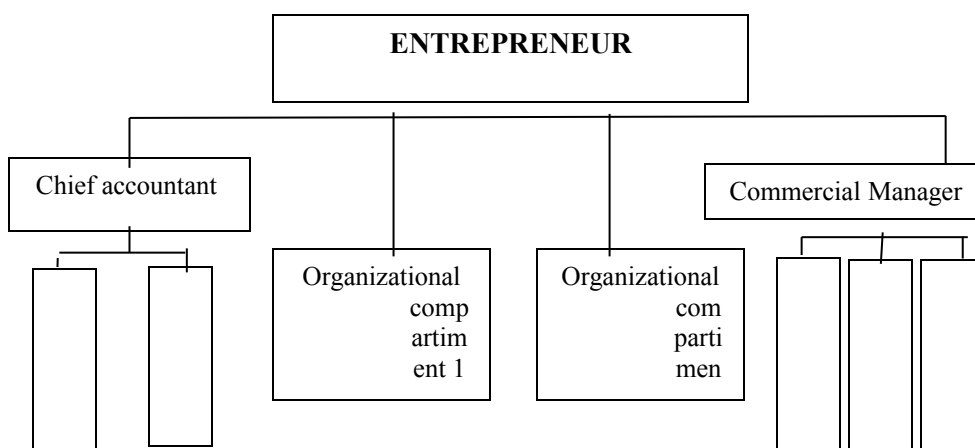 ENTREPRENEUR
Chief accountant
Commercial Manager
Organizational
comp
artim
ent 1
Organizational
com
parti
men